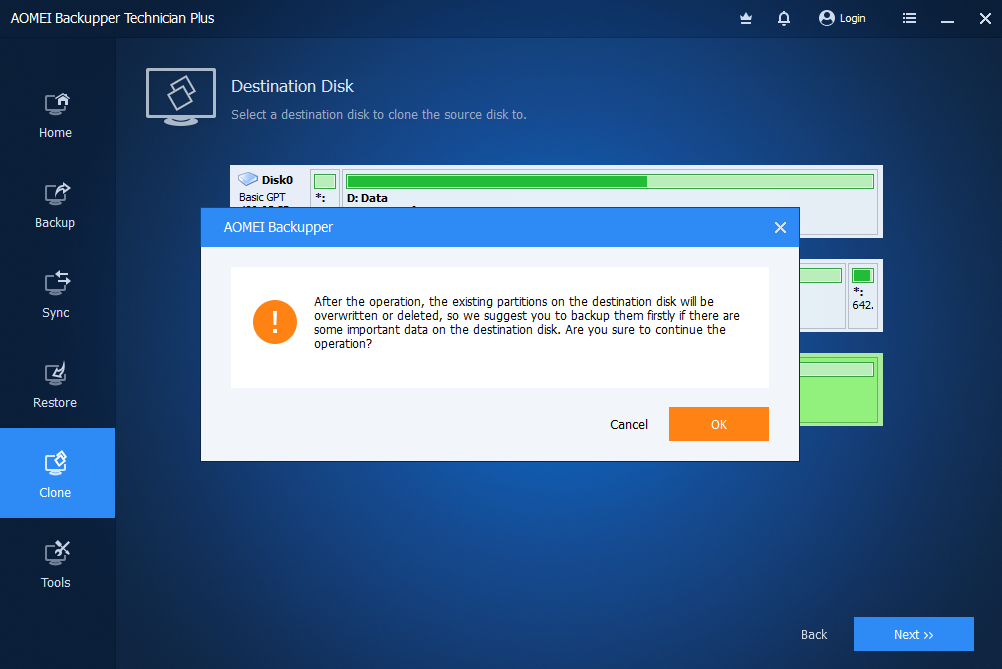 AOMEI Backupper Technician Plus
Login
Home
Backup
Sync
Restore
Clone
Tools
Destination Disk
Select a destination disk to clone the source disk to.
Disk0
Basic GPT
*:
D: Data
*:
642.
AOMEI Backupper
After the operation, the existing partitions on the destination disk will be
overwritten or deleted, so we suggest you to backup them firstly if there are
some important data on the destination disk. Are you sure to continue the
operation?
Cancel
OK
Back
Next >>